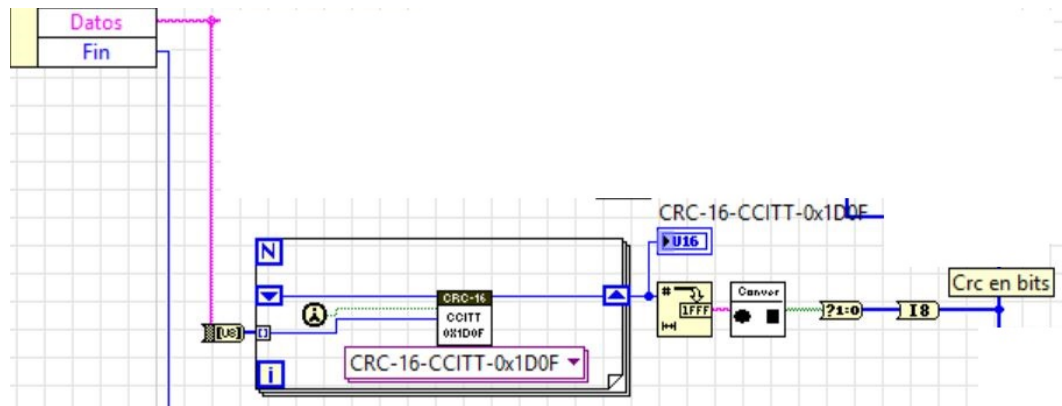 Datos
Fin
CRC-16-CCITT-0x1D0F
U16
N
#
1FFF
Conver
Crc en bits
CRC-16
CCITT
0X1D0F
?1:0
I8
[U8]
[]
CRC-16-CCITT-0x1D0F
i